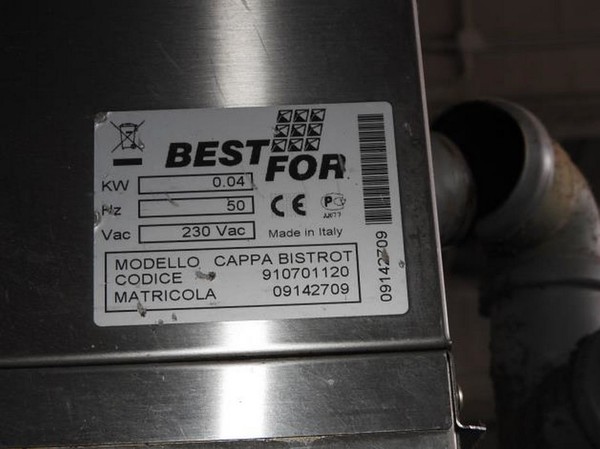 BEST FOR
KW 0.04
Hz 50
Vac 230 Vac
CE
Made in Italy
MODELLO CAPPA BISTROT
CODICE 910701120
MATRICOLA 09142709
09142709